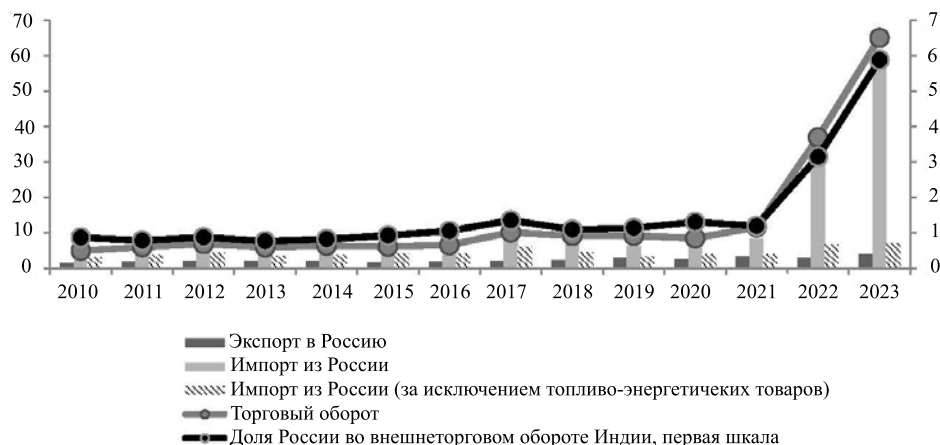 70 7
60 6
50 5
40 4
30 3
20 2
10 1
0 0
2010 2011 2012 2013 2014 2015 2016 2017 2018 2019 2020 2021 2022 2023
Экспорт в Россию
Импорт из России
Импорт из России (за исключением топливо-энергетичеких товаров)
Торговый оборот
Доля России во внешнеторговом обороте Индии, первая шкала